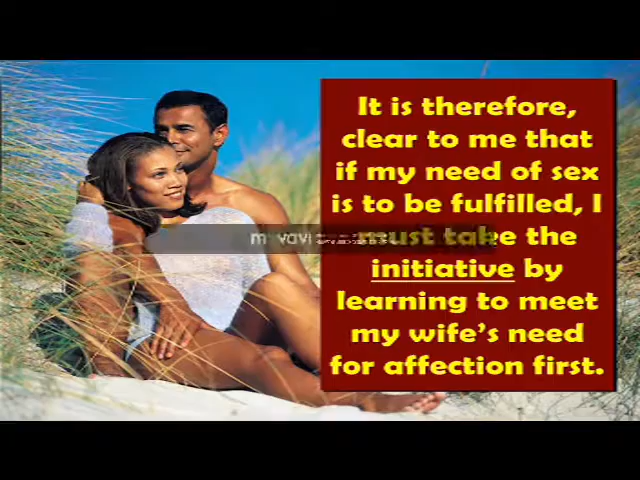 It is therefore,
clear to me that
if my need of sex
is to be fulfilled, I
must take the
initiative by
learning to meet
my wife’s need
for affection first.